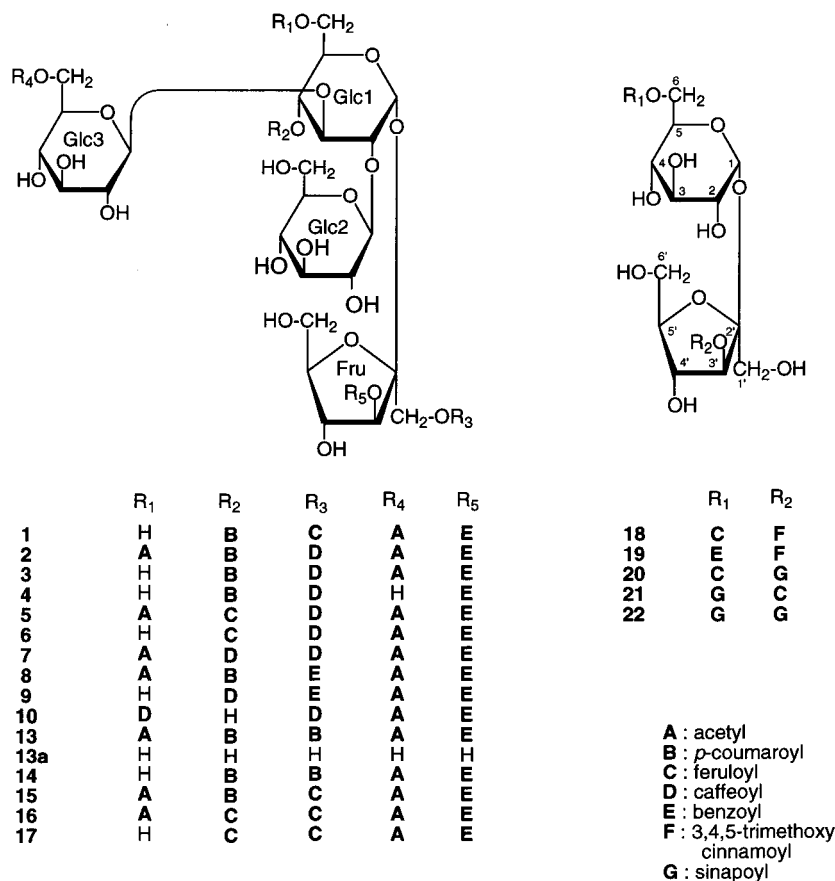 R1O-CH2
R4O-CH2
O
O
O
Glc1
O
R2O
O
Glc3
OH
HO
OH
HO-CH2
O
Glc2
OH
HO
OH
HO-CH2
O
Fru
R5O
CH2-OR3
OH
6
R1O-CH2
5
O
4
OH
1
HO
3
2
O
HO
6'
HO-CH2
O
5'
R2O
2'
4'
3'
CH2-OH
1'
OH
R1 R2 R3 R4 R5
1 H B C A E
2 A B D A E
3 H B D A E
4 H B D H E
5 A C D A E
6 H C D A E
7 A D D A E
8 A B E A E
9 H D E A E
10 D H D A E
13 A B B A E
13a H H H H H
14 H B B A E
15 A B C A E
16 A C C A E
17 H C C A E
R1 R2
18 C F
19 E F
20 C G
21 G C
22 G G
A : acetyl
B : p-coumaroyl
C : feruloyl
D : caffeoyl
E : benzoyl
F : 3,4,5-trimethoxy
cinnamoyl
G : sinapoyl